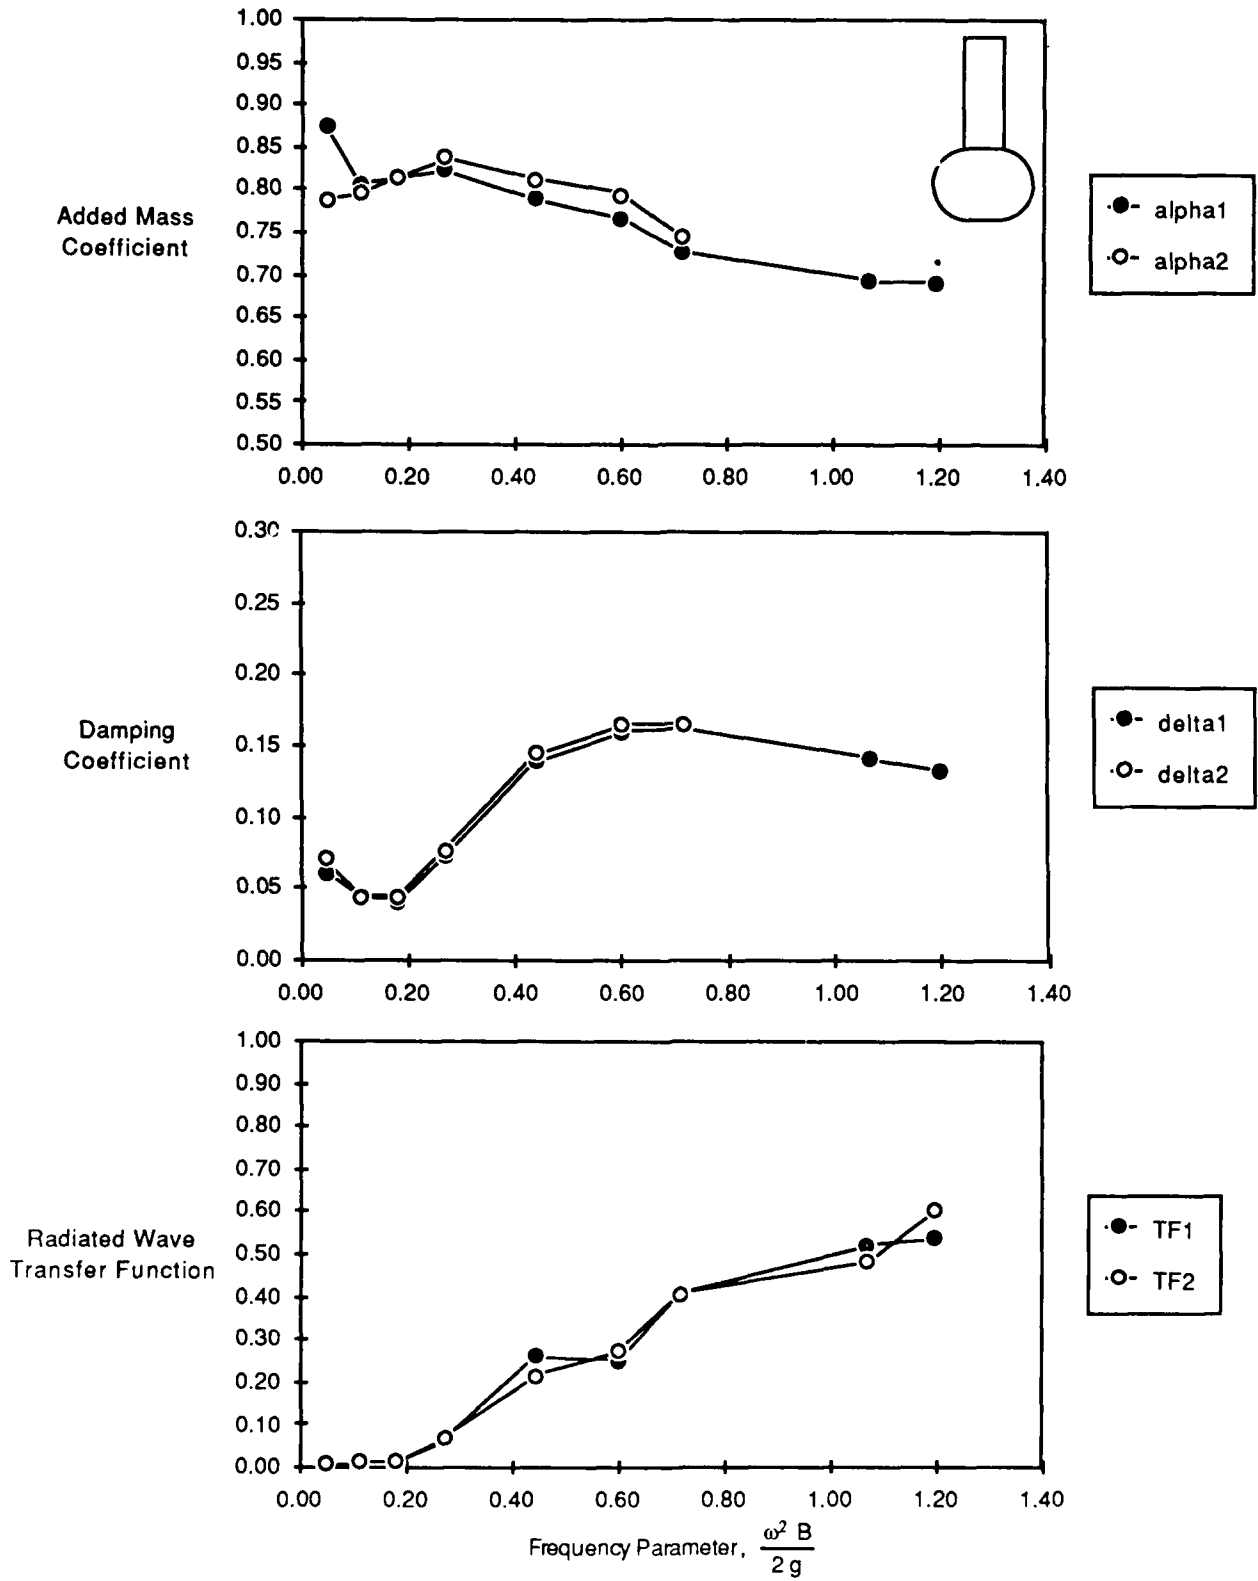 1.00
0.95
0.90
0.85
0.80
0.75
0.70
0.65
0.60
0.55
0.50
Added Mass
Coefficient
0.00 0.20 0.40 0.60 0.80 1.00 1.20 1.40
alpha1
alpha2
0.30
0.25
0.20
0.15
0.10
0.05
0.00
Damping
Coefficient
0.00 0.20 0.40 0.60 0.80 1.00 1.20 1.40
delta1
delta2
1.00
0.90
0.80
0.70
0.60
0.50
0.40
0.30
0.20
0.10
0.00
Radiated Wave
Transfer Function
0.00 0.20 0.40 0.60 0.80 1.00 1.20 1.40
TF1
TF2
Frequency Parameter, ω² B
2 g